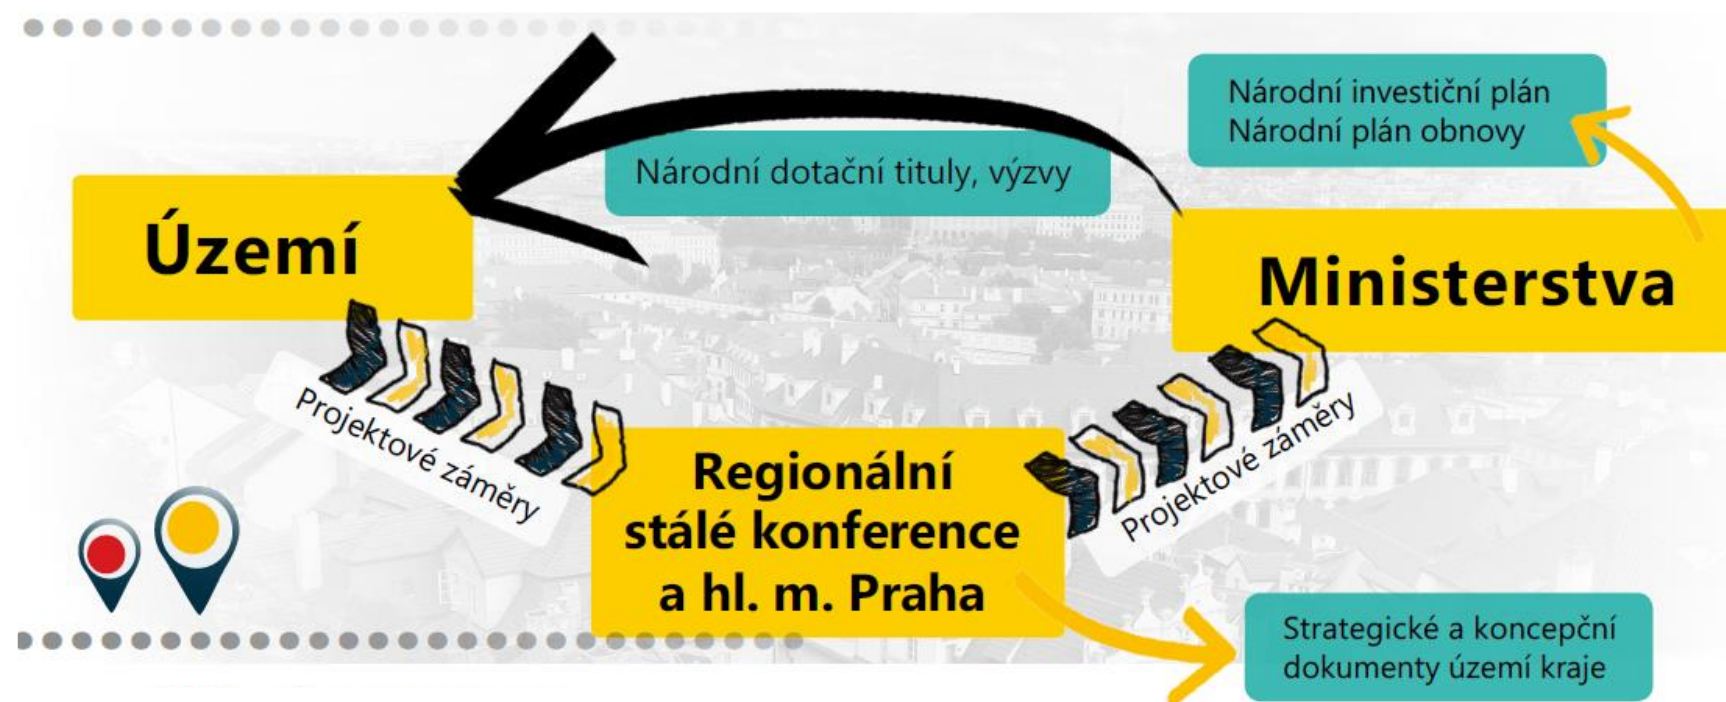 Národní investiční plán
Národní plán obnovy
Národní dotační tituly, výzvy
Území
Ministerstva
Projektové záměry
Projektové záměry
Regionální
stálé konference
a hl. m. Praha
Strategické a koncepční
dokumenty území kraje